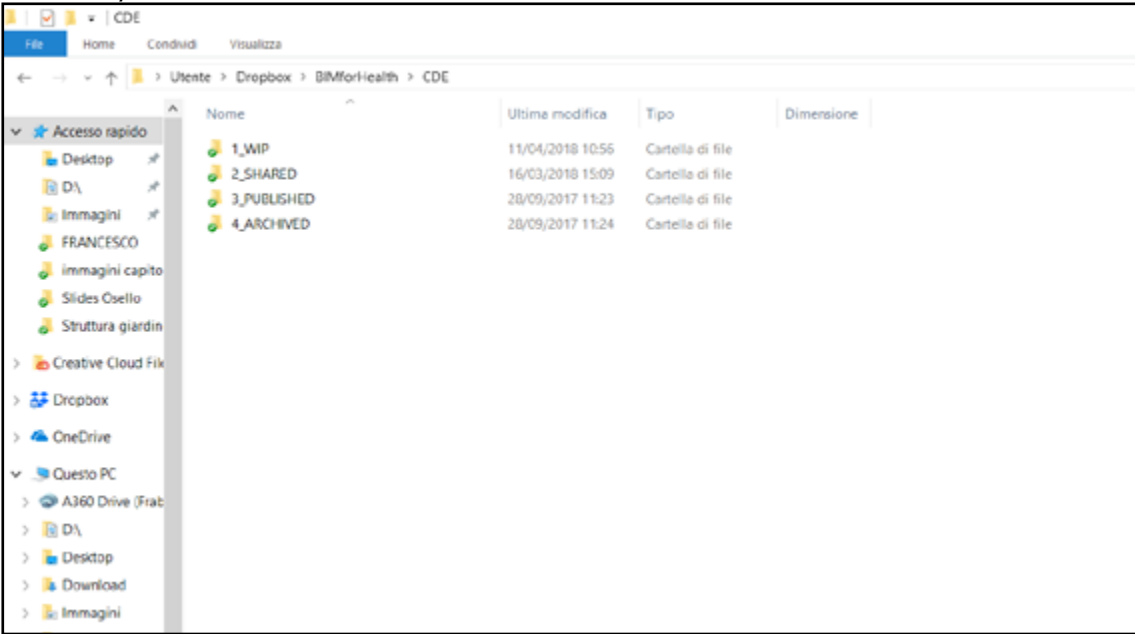 CDE
File Home Condividi Visualizza
Utente > Dropbox > BIMforHealth > CDE
Nome Ultima modifica Tipo Dimensione
Accesso rapido
Desktop
D:\
Immagini
FRANCESCO
immagini capito
Slides Osello
Struttura giardin
Creative Cloud File
Dropbox
OneDrive
Questo PC
A360 Drive (Frab
D:\
Desktop
Download
Immagini
1_WIP 11/04/2018 10:56 Cartella di file
2_SHARED 16/03/2018 15:09 Cartella di file
3_PUBLISHED 28/09/2017 11:23 Cartella di file
4_ARCHIVED 28/09/2017 11:24 Cartella di file